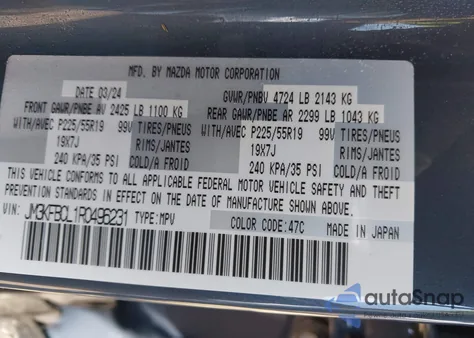 MFD. BY MAZDA MOTOR CORPORATION
DATE 03/24 GVWR/PNBV 4724 LB 2143 KG
FRONT GAWR/PNBE AV 2425 LB 1100 KG REAR GAWR/PNBE AR 2299 LB 1043 KG
WITH/AVEC P225/55R19 99V TIRES/PNEUS WITH/AVEC P225/55R19 99V TIRES/PNEUS
19X7J RIMS/JANTES 19X7J RIMS/JANTES
240 KPA/35 PSI COLD/A FROID 240 KPA/35 PSI COLD/A FROID
THIS VEHICLE CONFORMS TO ALL APPLICABLE FEDERAL MOTOR VEHICLE SAFETY AND THEFT
PREVENTION STANDARDS IN EFFECT ON THE DATE OF MANUFACTURE SHOWN ABOVE.
VIN: JM3KFBCL1R0496231 TYPE: MPV COLOR CODE: 47C MADE IN JAPAN
autoSnap